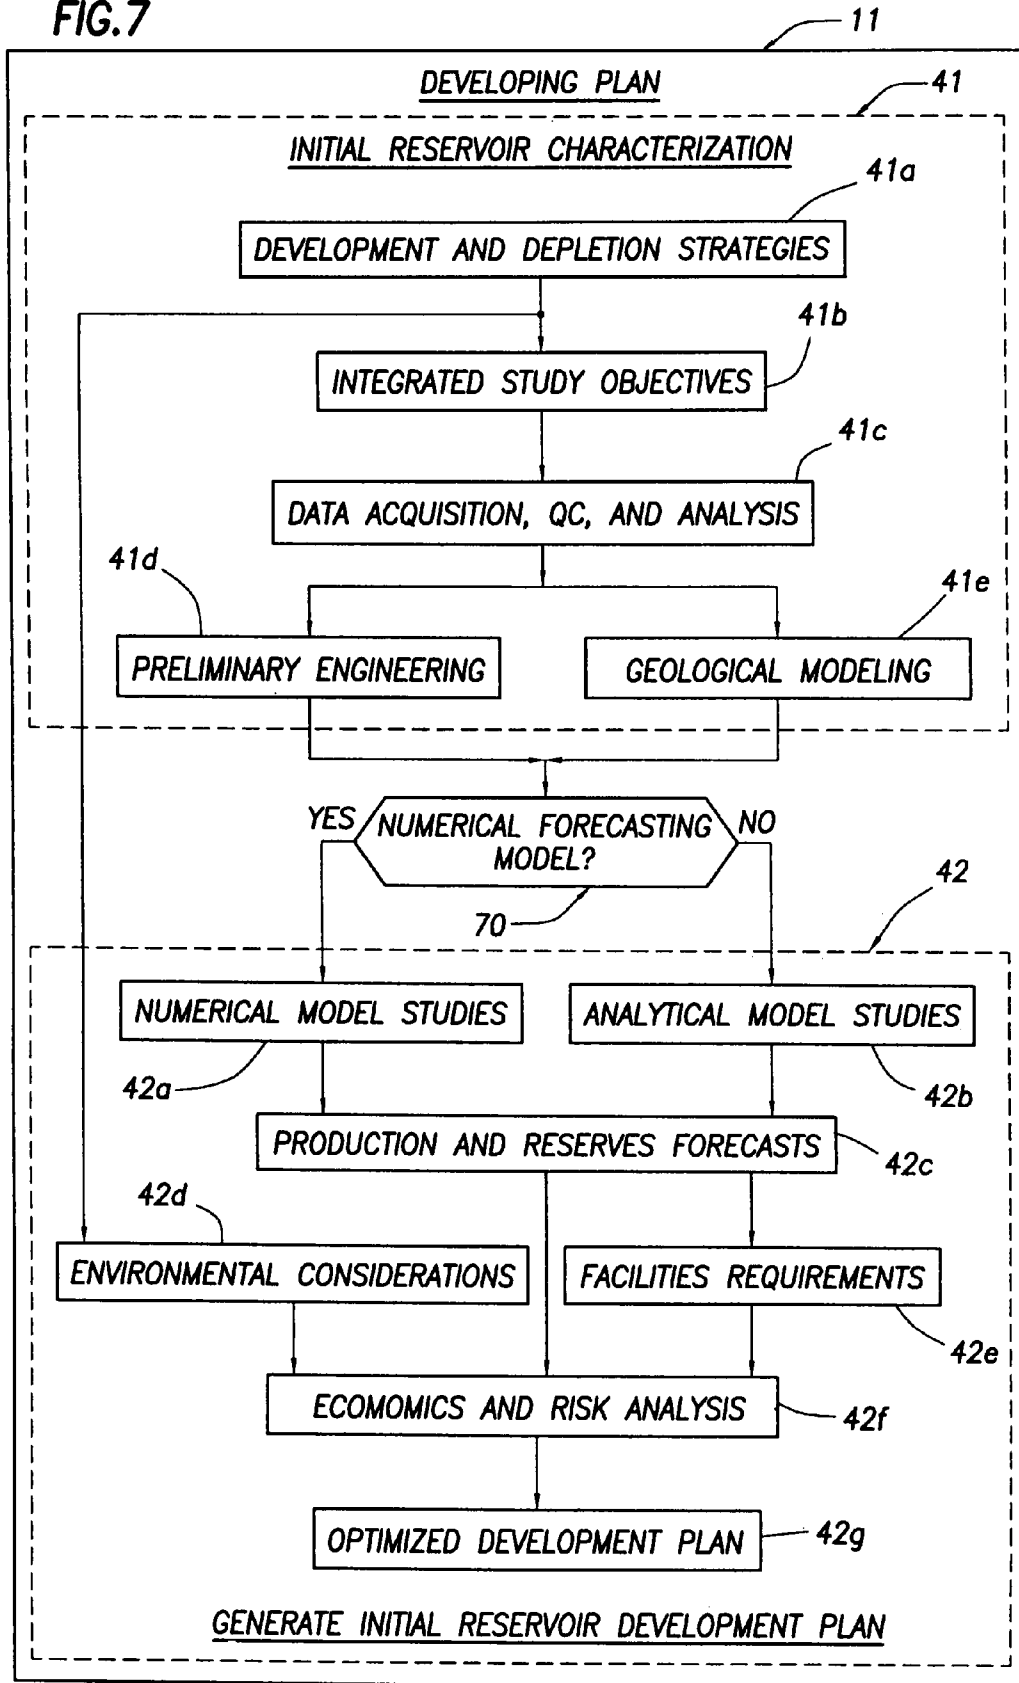 FIG.7
11
DEVELOPING PLAN
41
INITIAL RESERVOIR CHARACTERIZATION
41a
DEVELOPMENT AND DEPLETION STRATEGIES
41b
INTEGRATED STUDY OBJECTIVES
41c
DATA ACQUISITION, QC, AND ANALYSIS
41d
41e
PRELIMINARY ENGINEERING
GEOLOGICAL MODELING
YES
NUMERICAL FORECASTING
MODEL?
NO
70
42
NUMERICAL MODEL STUDIES
ANALYTICAL MODEL STUDIES
42a
42b
PRODUCTION AND RESERVES FORECASTS
42c
42d
ENVIRONMENTAL CONSIDERATIONS
FACILITIES REQUIREMENTS
42e
ECOMOMICS AND RISK ANALYSIS
42f
OPTIMIZED DEVELOPMENT PLAN
42g
GENERATE INITIAL RESERVOIR DEVELOPMENT PLAN